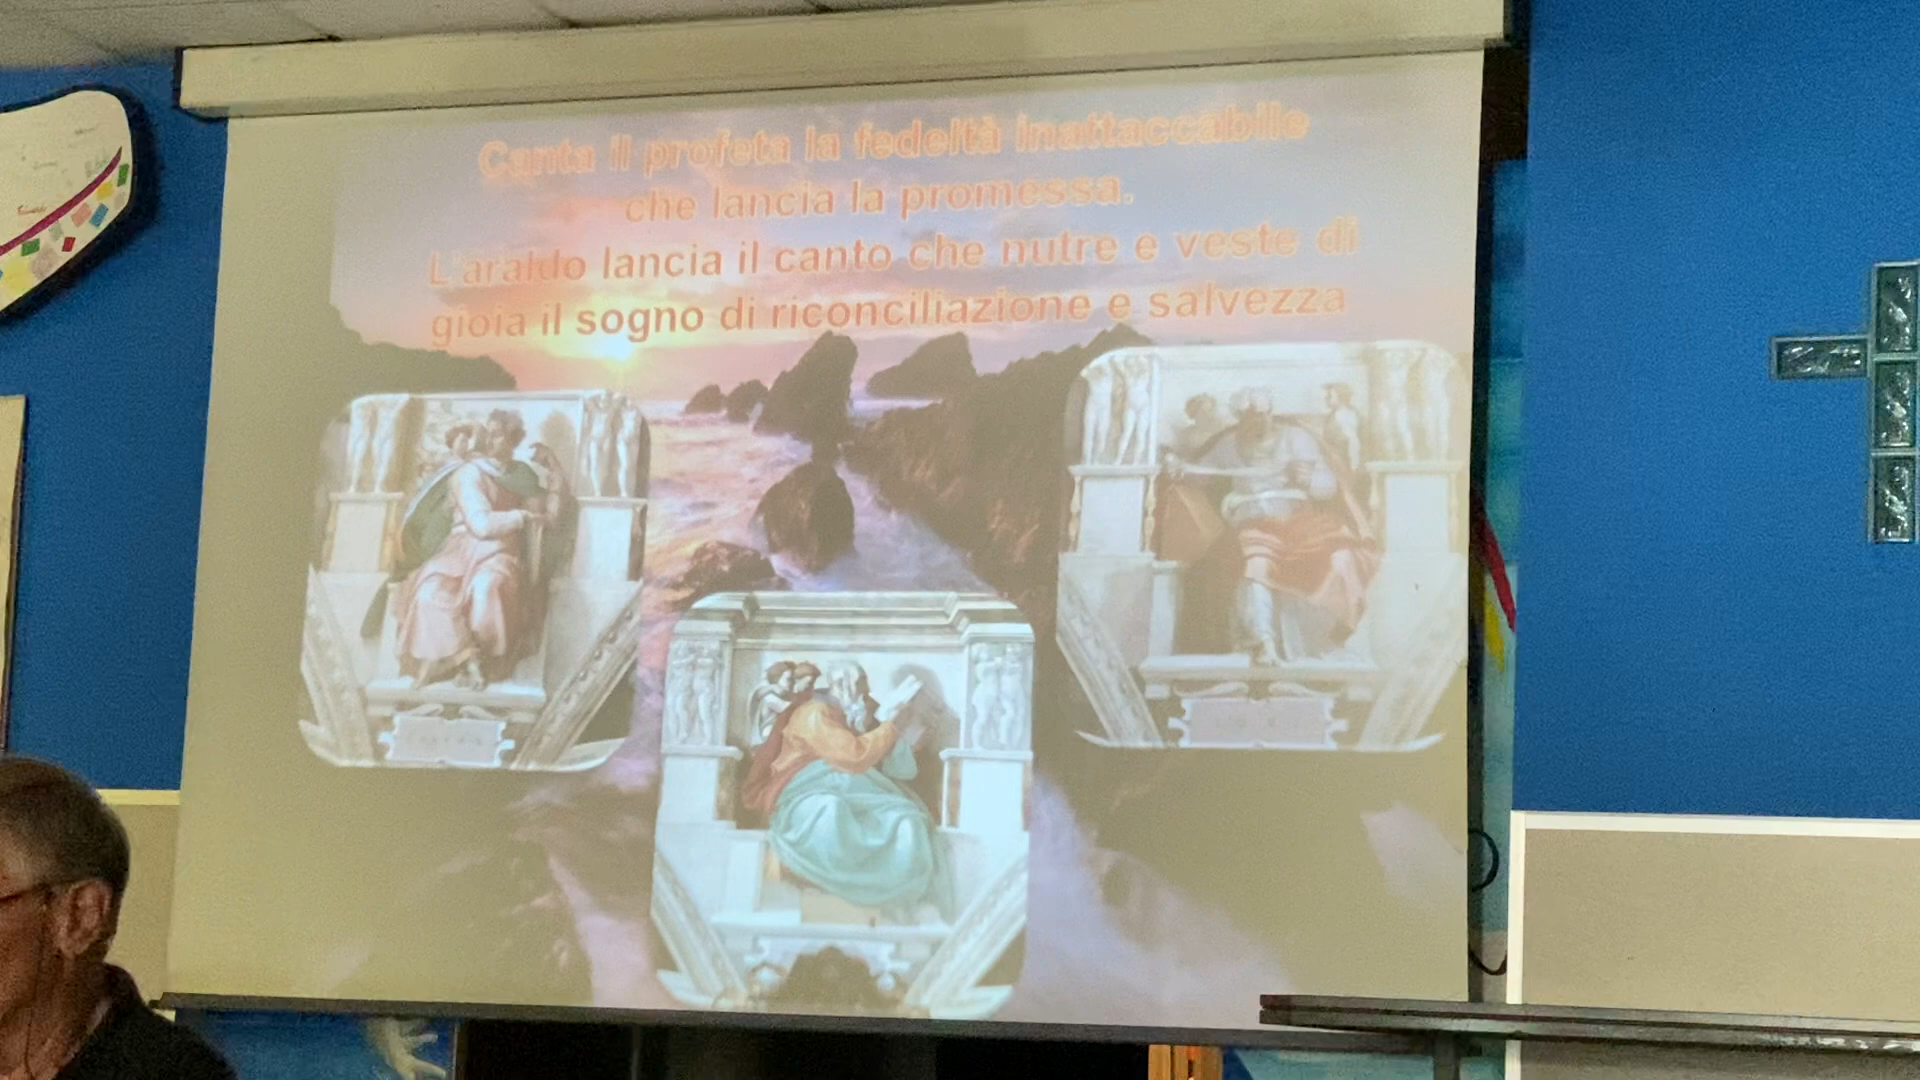 Canta il profeta la fedeltà inattaccabile
che lancia la promessa.
L'araldo lancia il canto che nutre e veste di
gioia il sogno di riconciliazione e salvezza